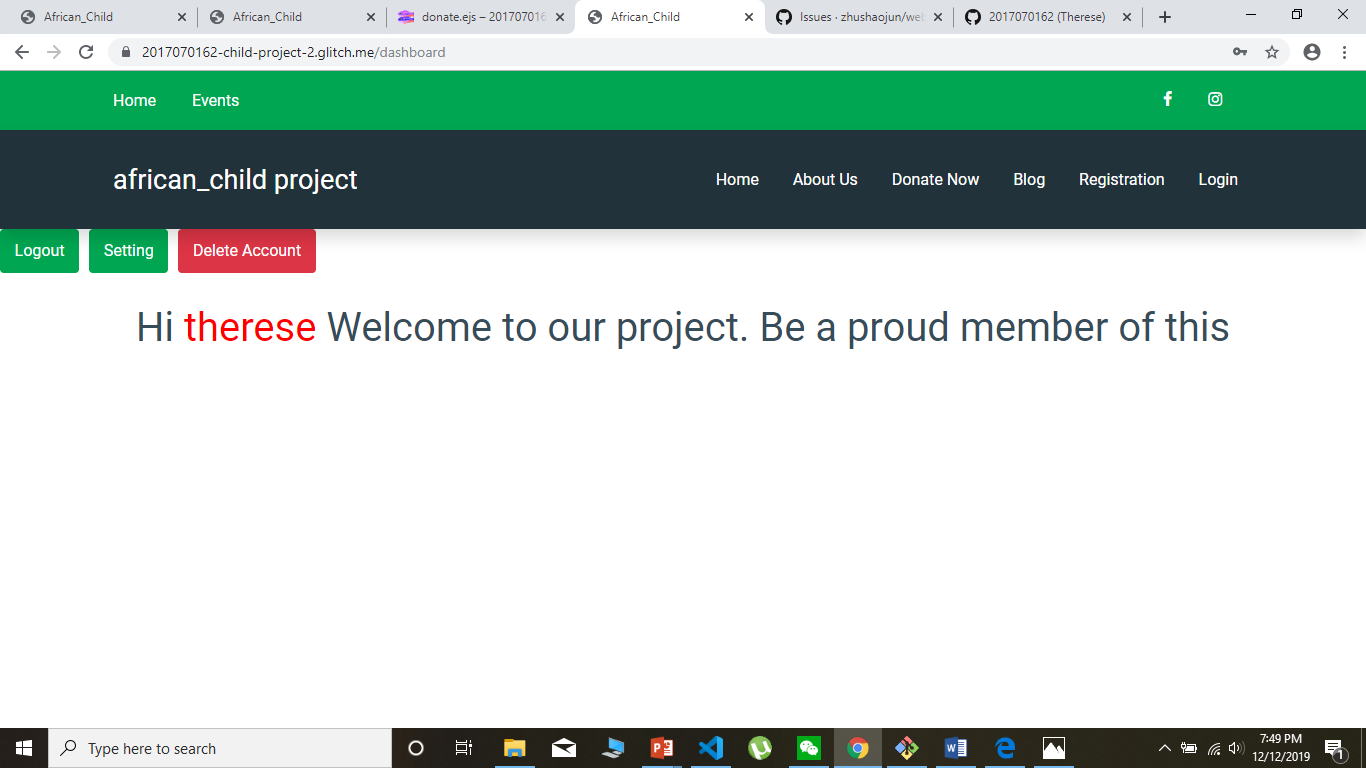 African_Child
African_Child
donate.ejs – 201707016
African_Child
Issues · zhushaojun/web
2017070162 (Therese)
2017070162-child-project-2.glitch.me/dashboard
Home Events
african_child project
Home About Us Donate Now Blog Registration Login
Logout Setting Delete Account
Hi therese Welcome to our project. Be a proud member of this
Type here to search
7:49 PM
12/12/2019
1